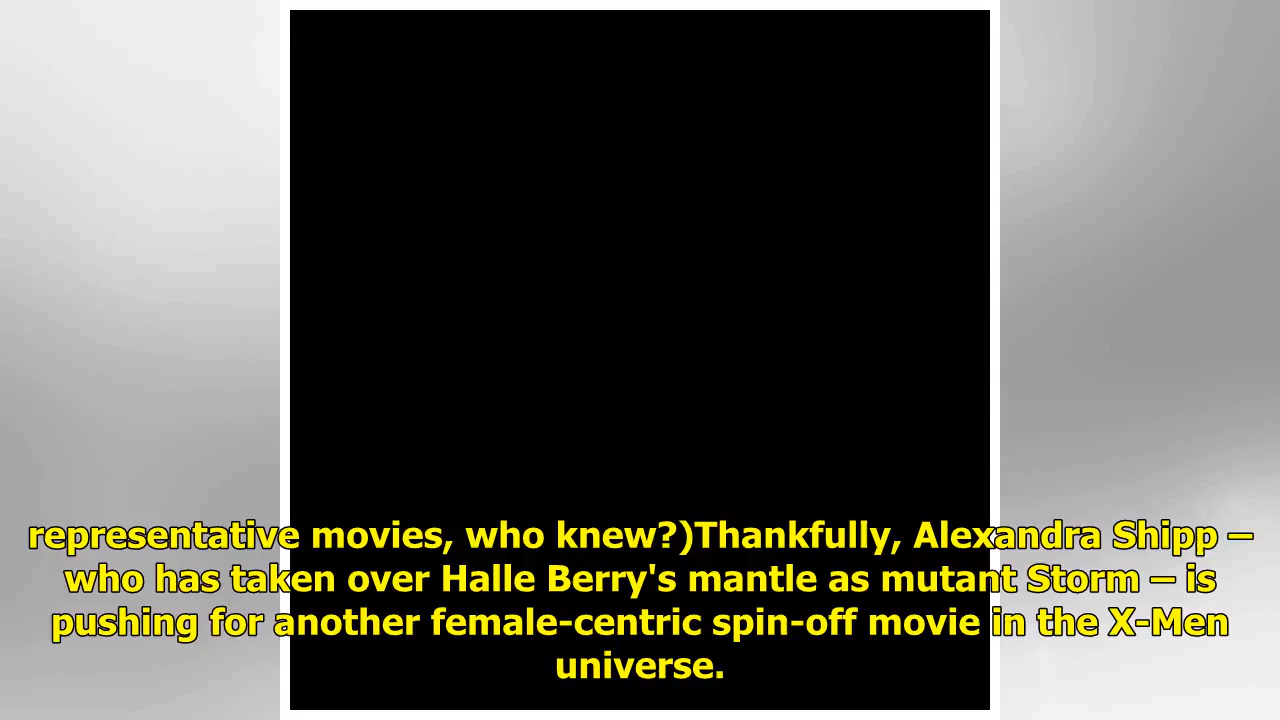 representative movies, who knew?)Thankfully, Alexandra Shipp –
who has taken over Halle Berry's mantle as mutant Storm – is
pushing for another female-centric spin-off movie in the X-Men
universe.